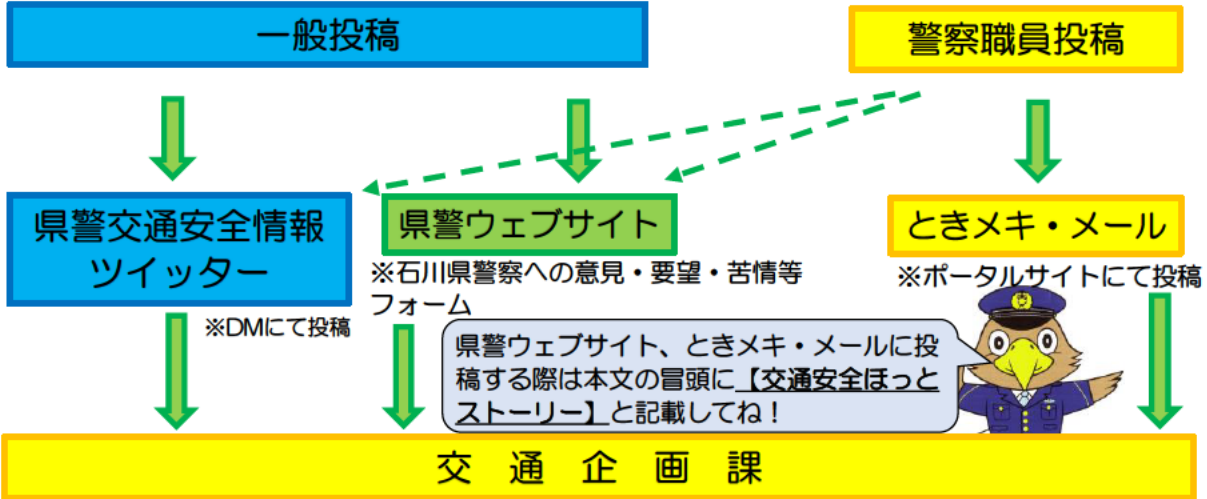 一般投稿
警察職員投稿
県警交通安全情報
ツイッター
※DMにて投稿
県警ウェブサイト
※石川県警察への意見・要望・苦情等
フォーム
ときメキ・メール
※ポータルサイトにて投稿
県警ウェブサイト、ときメキ・メールに投
稿する際は本文の冒頭に【交通安全ほっと
ストーリー】と記載してね！
交通企画課